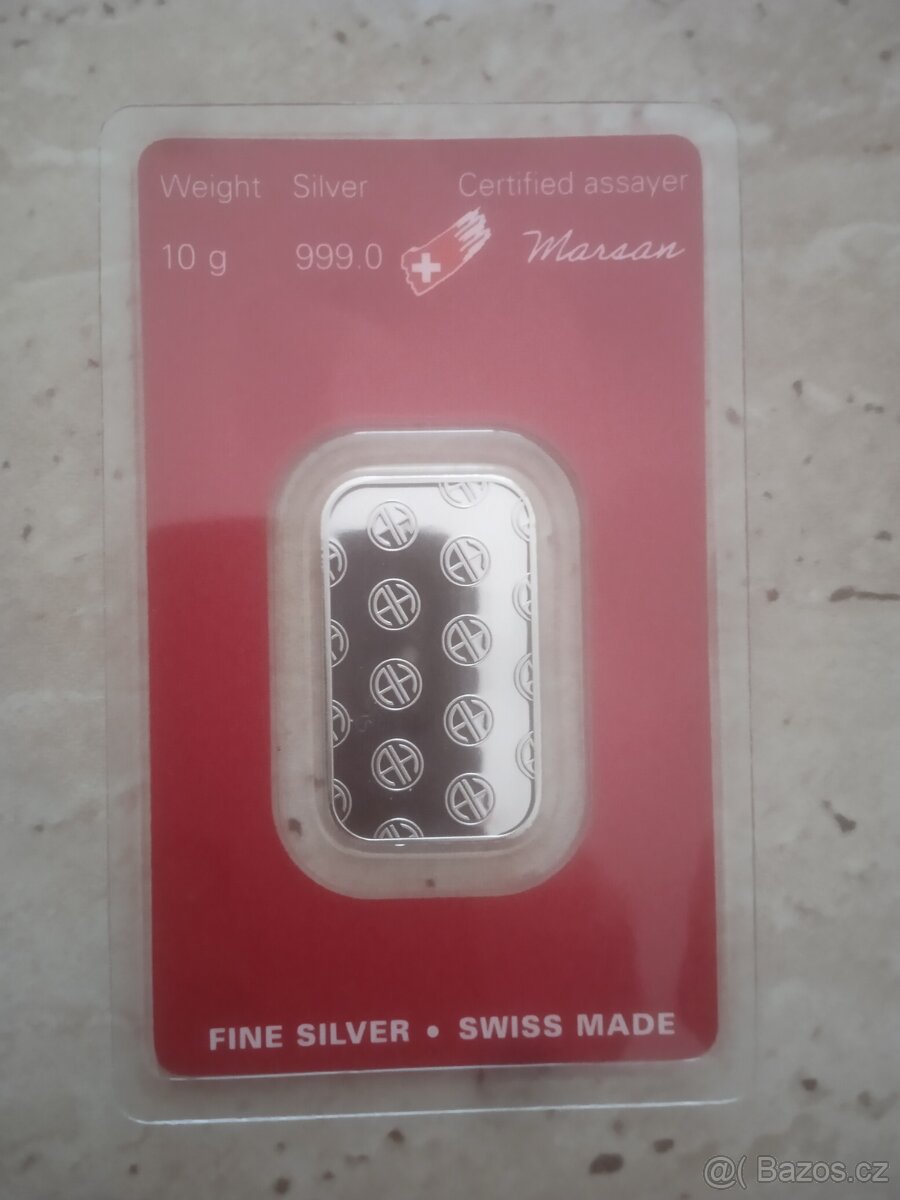 Weight Silver Certified assayer
10 g 999.0 Marsan
FINE SILVER • SWISS MADE
@( Bazos.cz